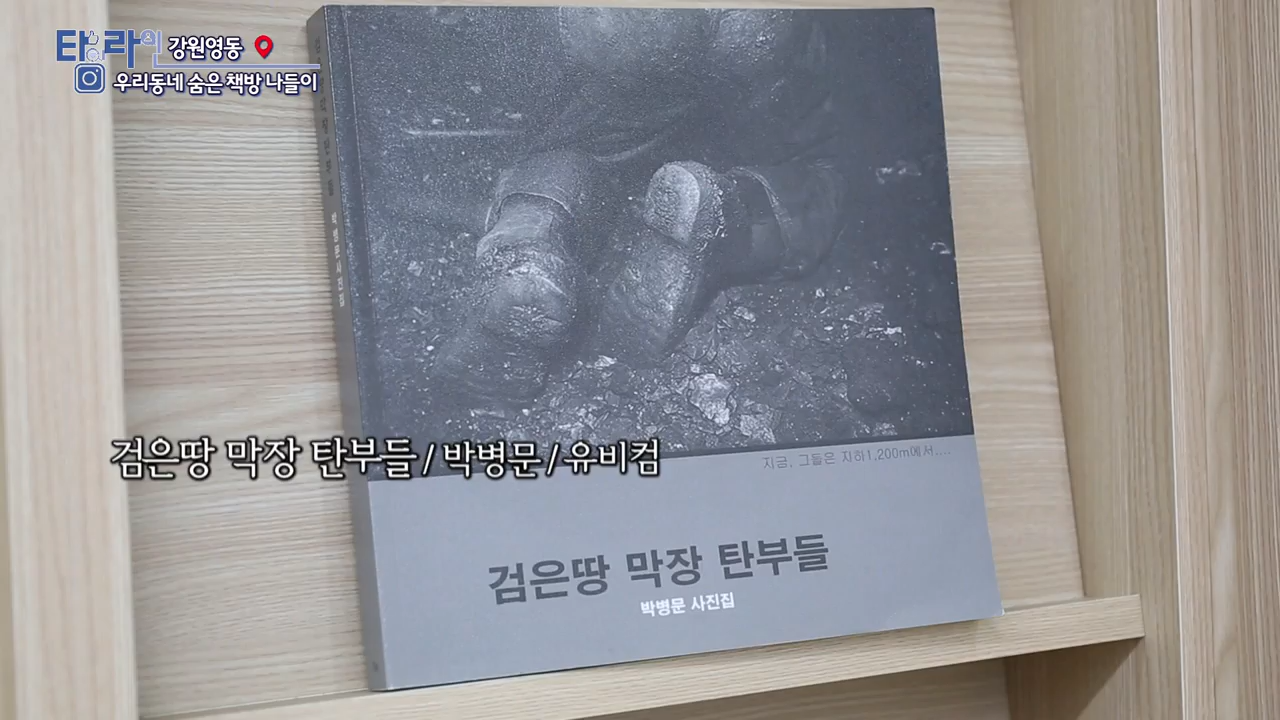 탐라인 강원영동
우리동네 숨은 책방 나들이
검은땅 막장 탄부들 / 박병문 / 유비컴
지금, 그들은 지하1,200m에서....
검은땅 막장 탄부들
박병문 사진집